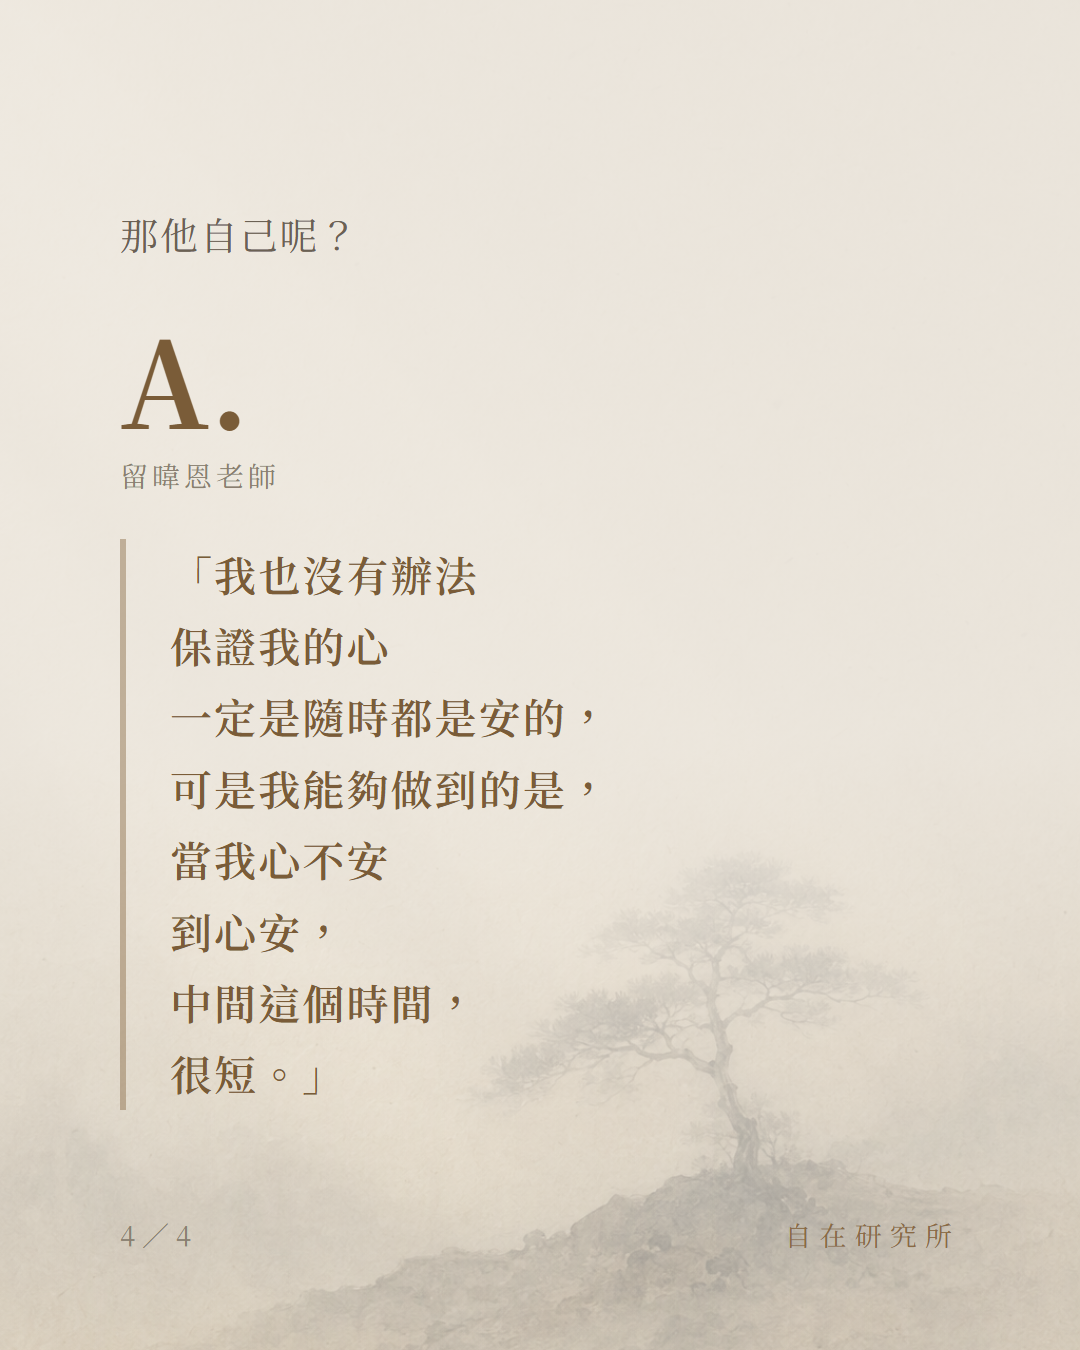 那他自己呢？
A.
留暐恩老師
「我也沒有辦法
保證我的心
一定是隨時都是安的，
可是我能夠做到的是，
當我心不安
到心安，
中間這個時間，
很短。」
4／4
自在研究所